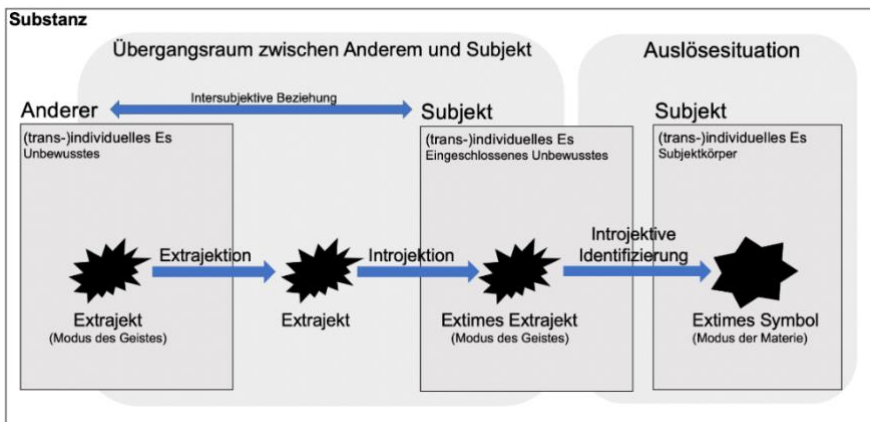 Substanz
Übergangsraum zwischen Anderem und Subjekt
Auslösesituation
Anderer
Intersubjektive Beziehung
Subjekt
Subjekt
(trans-)individuelles Es
Unbewusstes
(trans-)individuelles Es
Eingeschlossenes Unbewusstes
(trans-)individuelles Es
Subjektkörper
Extrajektion
Introjektion
Introjektive
Identifizierung
Extrajekt
(Modus des Geistes)
Extrajekt
Extimes Extrajekt
(Modus des Geistes)
Extimes Symbol
(Modus der Materie)